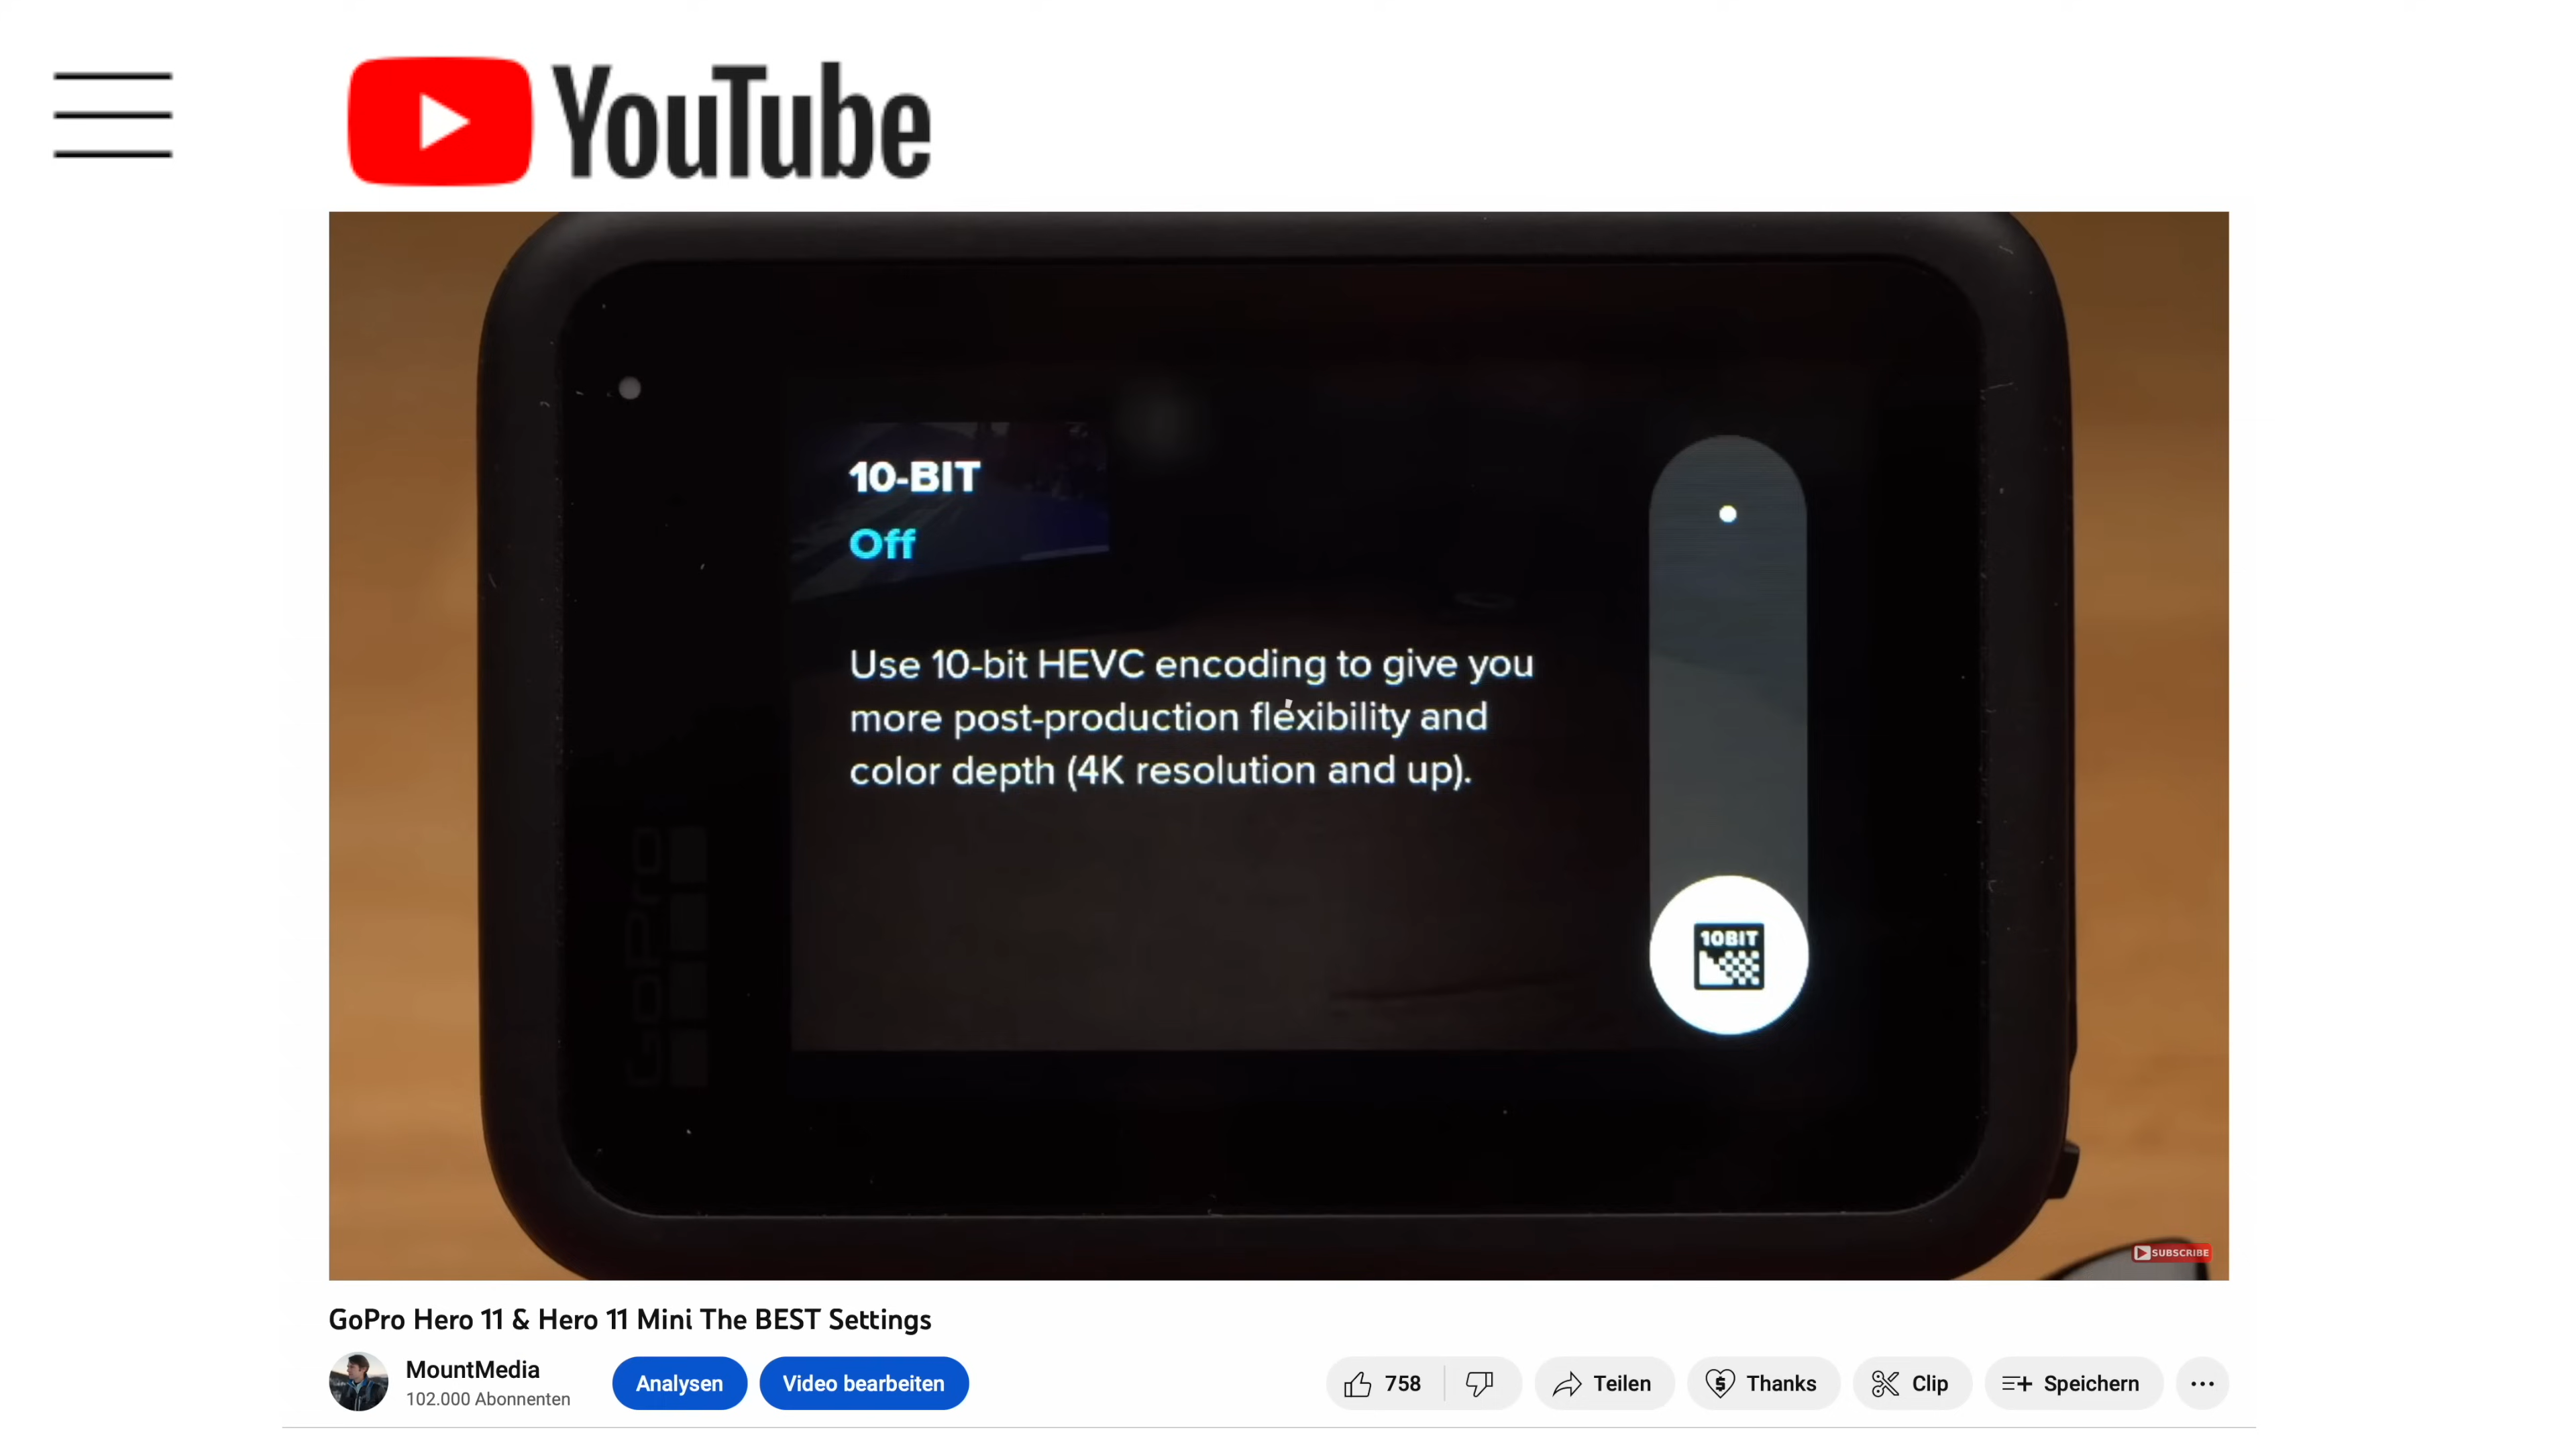 YouTube
10-BIT
Off
Use 10-bit HEVC encoding to give you
more post-production flexibility and
color depth (4K resolution and up).
10BIT
GoPro
SUBSCRIBE
GoPro Hero 11 & Hero 11 Mini The BEST Settings
MountMedia
102.000 Abonnenten
Analysen
Video bearbeiten
758
Teilen
Thanks
Clip
Speichern